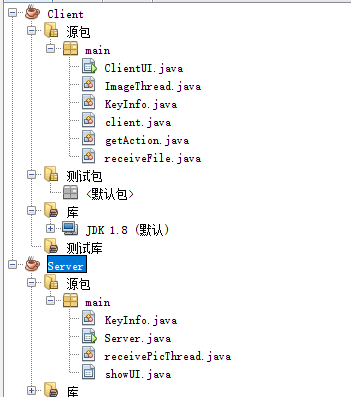 Client
源包
main
ClientUI.java
ImageThread.java
KeyInfo.java
client.java
getAction.java
receiveFile.java
测试包
<默认包>
库
JDK 1.8 (默认)
测试库
Server
源包
main
KeyInfo.java
Server.java
recevivePicThread.java
showUI.java
库